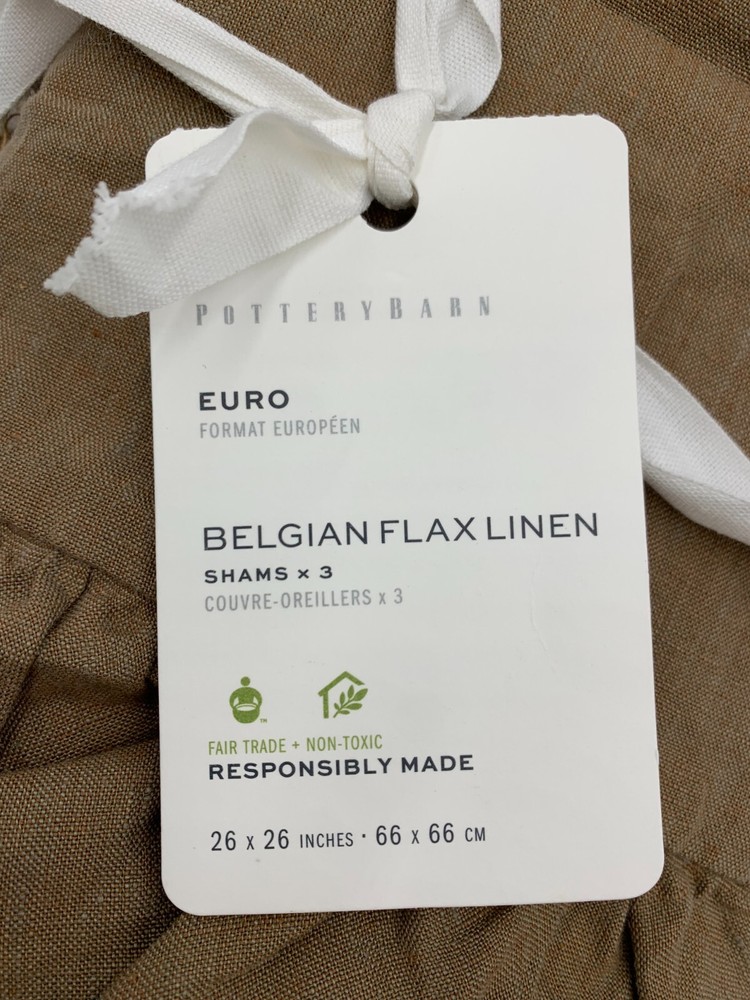 POTTERYBARN
EURO
FORMAT EUROPÉEN
BELGIAN FLAX LINEN
SHAMS x 3
COUVRE-OREILLERS x 3
TM
FAIR TRADE + NON-TOXIC
RESPONSIBLY MADE
26 x 26 INCHES · 66 x 66 CM